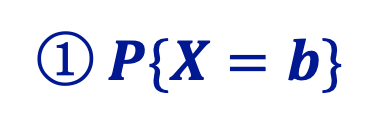 ① P{X = b}